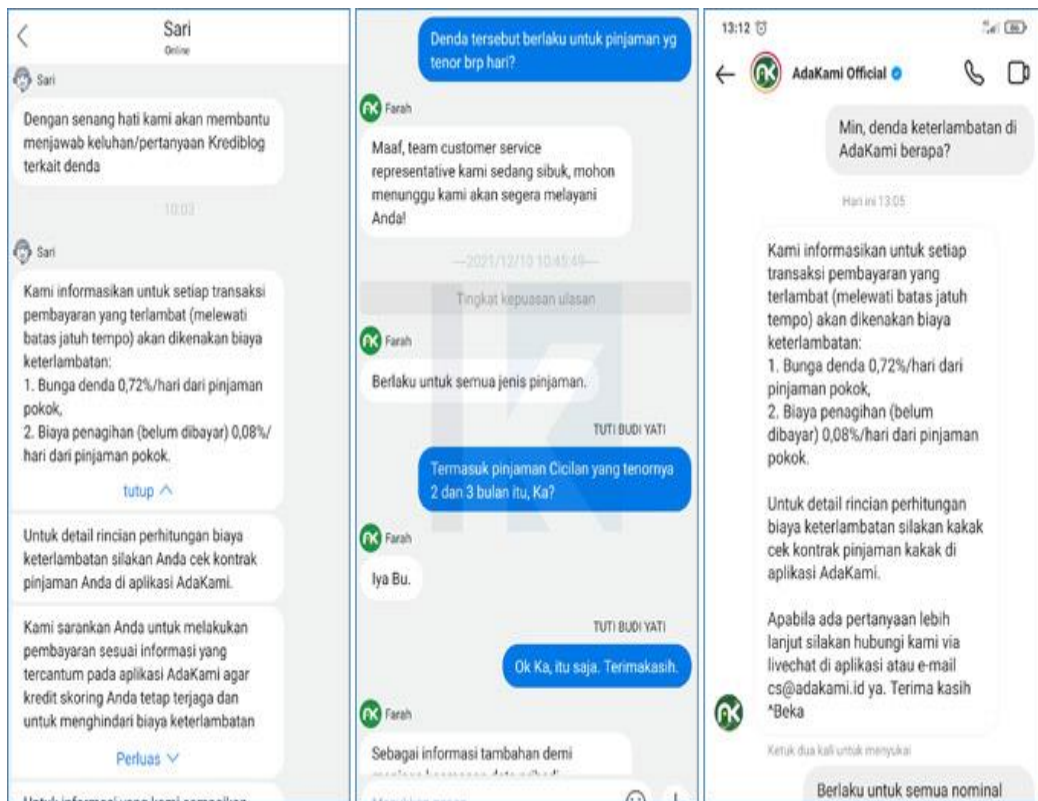 Sari
Online
Sari
Dengan senang hati kami akan membantu
menjawab keluhan/pertanyaan Krediblog
terkait denda
10:03
Sari
Kami informasikan untuk setiap transaksi
pembayaran yang terlambat (melewati
batas jatuh tempo) akan dikenakan biaya
keterlambatan:
1. Bunga denda 0,72%/hari dari pinjaman
pokok,
2. Biaya penagihan (belum dibayar) 0,08%/
hari dari pinjaman pokok.
tutup
Untuk detail rincian perhitungan biaya
keterlambatan silakan Anda cek kontrak
pinjaman Anda di aplikasi AdaKami.
Kami sarankan Anda untuk melakukan
pembayaran sesuai informasi yang
tercantum pada aplikasi AdaKami agar
kredit skoring Anda tetap terjaga dan
untuk menghindari biaya keterlambatan
Perluas
Untuk informasi yang kami sampaikan
Denda tersebut berlaku untuk pinjaman yg
tenor brp hari?
Farah
Maaf, team customer service
representative kami sedang sibuk, mohon
menunggu kami akan segera melayani
Anda!
—2021/12/10 10:45:49—
Tingkat kepuasan ulasan
Farah
Berlaku untuk semua jenis pinjaman.
TUTI BUDI YATI
Termasuk pinjaman Cicilan yang tenornya
2 dan 3 bulan itu, Ka?
Farah
Iya Bu.
TUTI BUDI YATI
Ok Ka, itu saja. Terimakasih.
Farah
Sebagai informasi tambahan demi
13:12
AdaKami Official
Min, denda keterlambatan di
AdaKami berapa?
Hari ini 13.05
Kami informasikan untuk setiap
transaksi pembayaran yang
terlambat (melewati batas jatuh
tempo) akan dikenakan biaya
keterlambatan:
1. Bunga denda 0,72%/hari dari
pinjaman pokok,
2. Biaya penagihan (belum
dibayar) 0,08%/hari dari pinjaman
pokok.
Untuk detail rincian perhitungan
biaya keterlambatan silakan kakak
cek kontrak pinjaman kakak di
aplikasi AdaKami.
Apabila ada pertanyaan lebih
lanjut silakan hubungi kami via
livechat di aplikasi atau e-mail
cs@adakami.id ya. Terima kasih
^Beka
Ketuk dua kali untuk menyukai
Berlaku untuk semua nominal